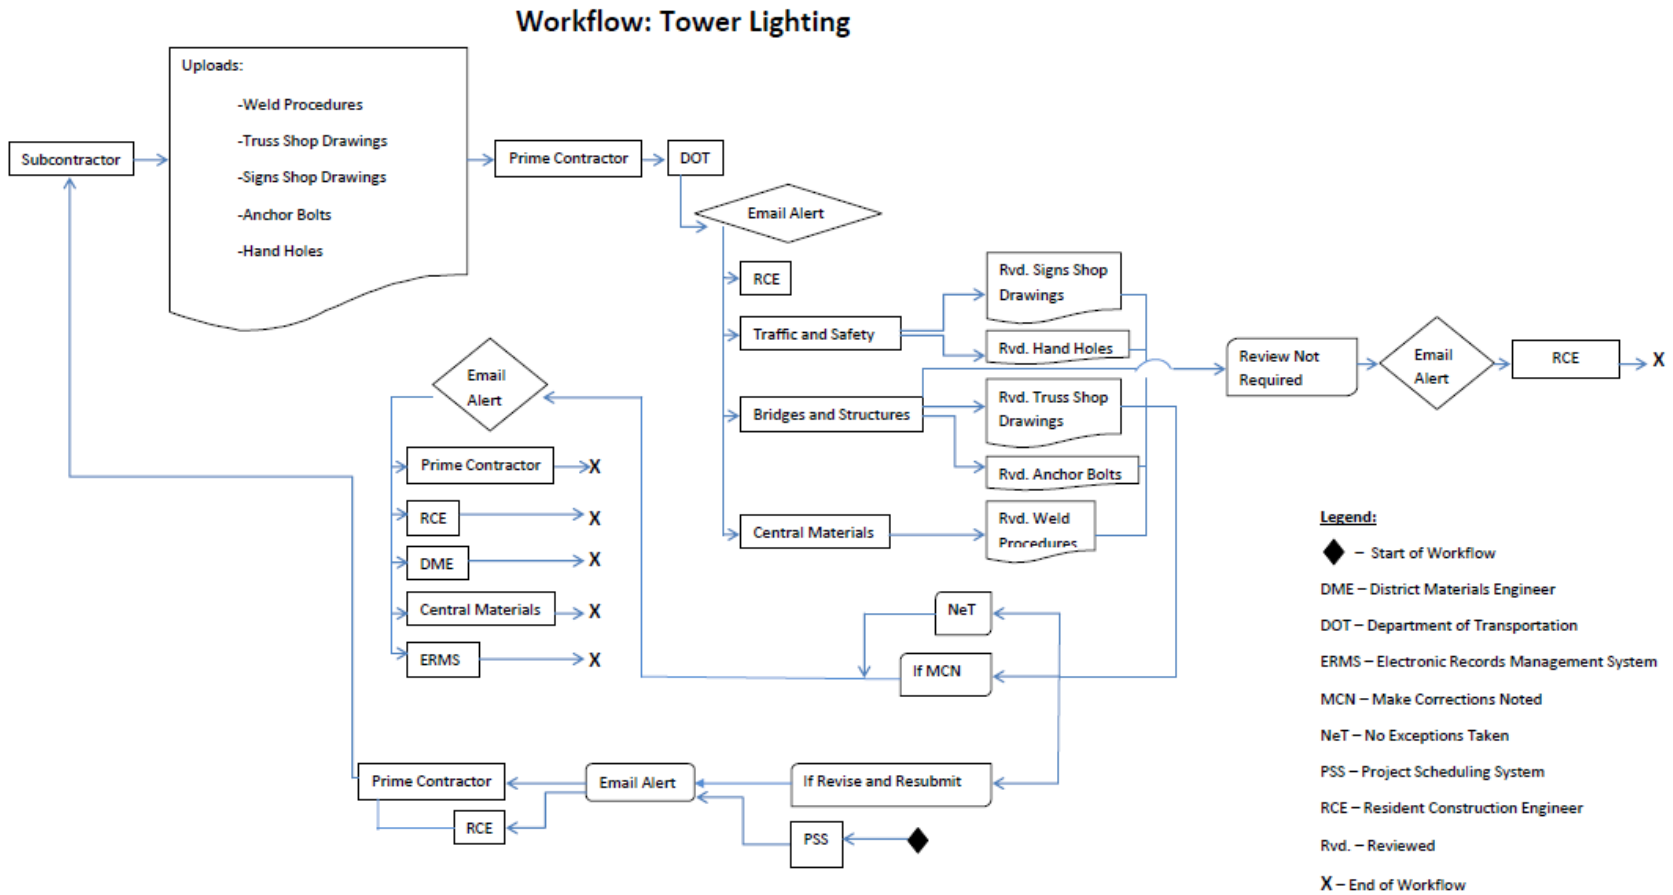 Workflow: Tower Lighting
Uploads:
-Weld Procedures
-Truss Shop Drawings
-Signs Shop Drawings
-Anchor Bolts
-Hand Holes
Subcontractor
Prime Contractor
DOT
Email Alert
RCE
Traffic and Safety
Bridges and Structures
Central Materials
Rvd. Signs Shop
Drawings
Rvd. Hand Holes
Rvd. Truss Shop
Drawings
Rvd. Anchor Bolts
Rvd. Weld
Procedures
Review Not
Required
Email
Alert
RCE
X
Email
Alert
Prime Contractor
X
RCE
X
DME
X
Central Materials
X
ERMS
X
NeT
If MCN
If Revise and Resubmit
Email Alert
Prime Contractor
RCE
PSS
Legend:
– Start of Workflow
DME – District Materials Engineer
DOT – Department of Transportation
ERMS – Electronic Records Management System
MCN – Make Corrections Noted
NeT – No Exceptions Taken
PSS – Project Scheduling System
RCE – Resident Construction Engineer
Rvd. – Reviewed
X – End of Workflow